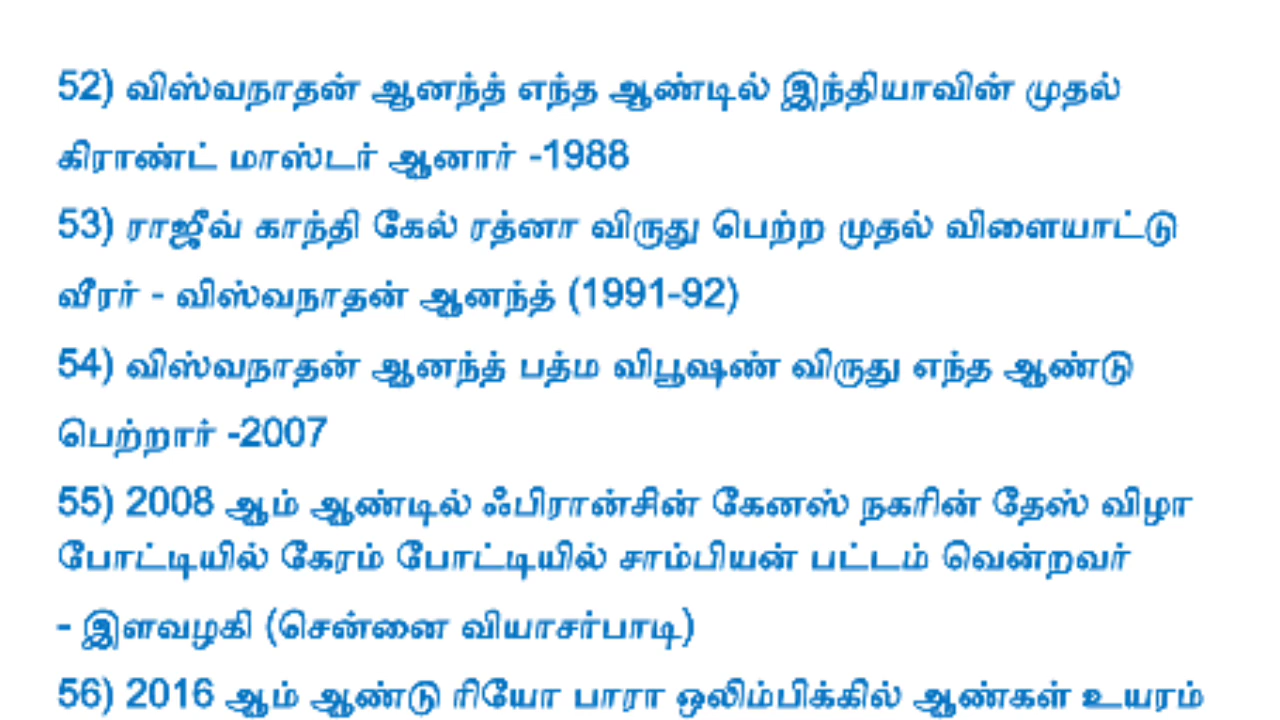 52) விஸ்வநாதன் ஆனந்த் எந்த ஆண்டில் இந்தியாவின் முதல்
கிராண்ட் மாஸ்டர் ஆனார் -1988
53) ராஜீவ் காந்தி கேல் ரத்னா விருது பெற்ற முதல் விளையாட்டு
வீரர் - விஸ்வநாதன் ஆனந்த் (1991-92)
54) விஸ்வநாதன் ஆனந்த் பத்ம விபூஷண் விருது எந்த ஆண்டு
பெற்றார் -2007
55) 2008 ஆம் ஆண்டில் ஃபிரான்சின் கேனஸ் நகரின் தேஸ் விழா
போட்டியில் கேரம் போட்டியில் சாம்பியன் பட்டம் வென்றவர்
- இளவழகி (சென்னை வியாசர்பாடி)
56) 2016 ஆம் ஆண்டு ரியோ பாரா ஒலிம்பிக்கில் ஆண்கள் உயரம்